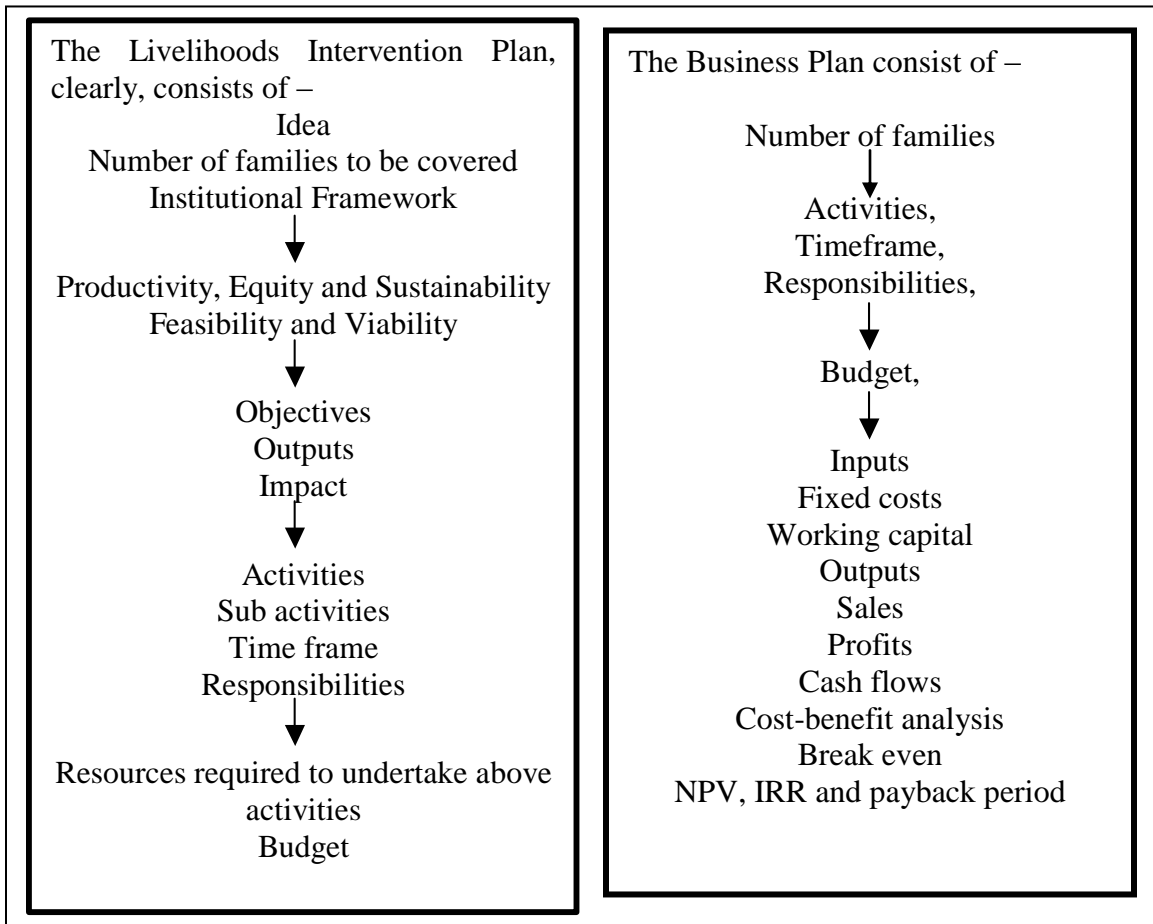 The Livelihoods Intervention Plan,
clearly, consists of –
Idea
Number of families to be covered
Institutional Framework
Productivity, Equity and Sustainability
Feasibility and Viability
Objectives
Outputs
Impact
Activities
Sub activities
Time frame
Responsibilities
Resources required to undertake above
activities
Budget
The Business Plan consist of –
Number of families
Activities,
Timeframe,
Responsibilities,
Budget,
Inputs
Fixed costs
Working capital
Outputs
Sales
Profits
Cash flows
Cost-benefit analysis
Break even
NPV, IRR and payback period